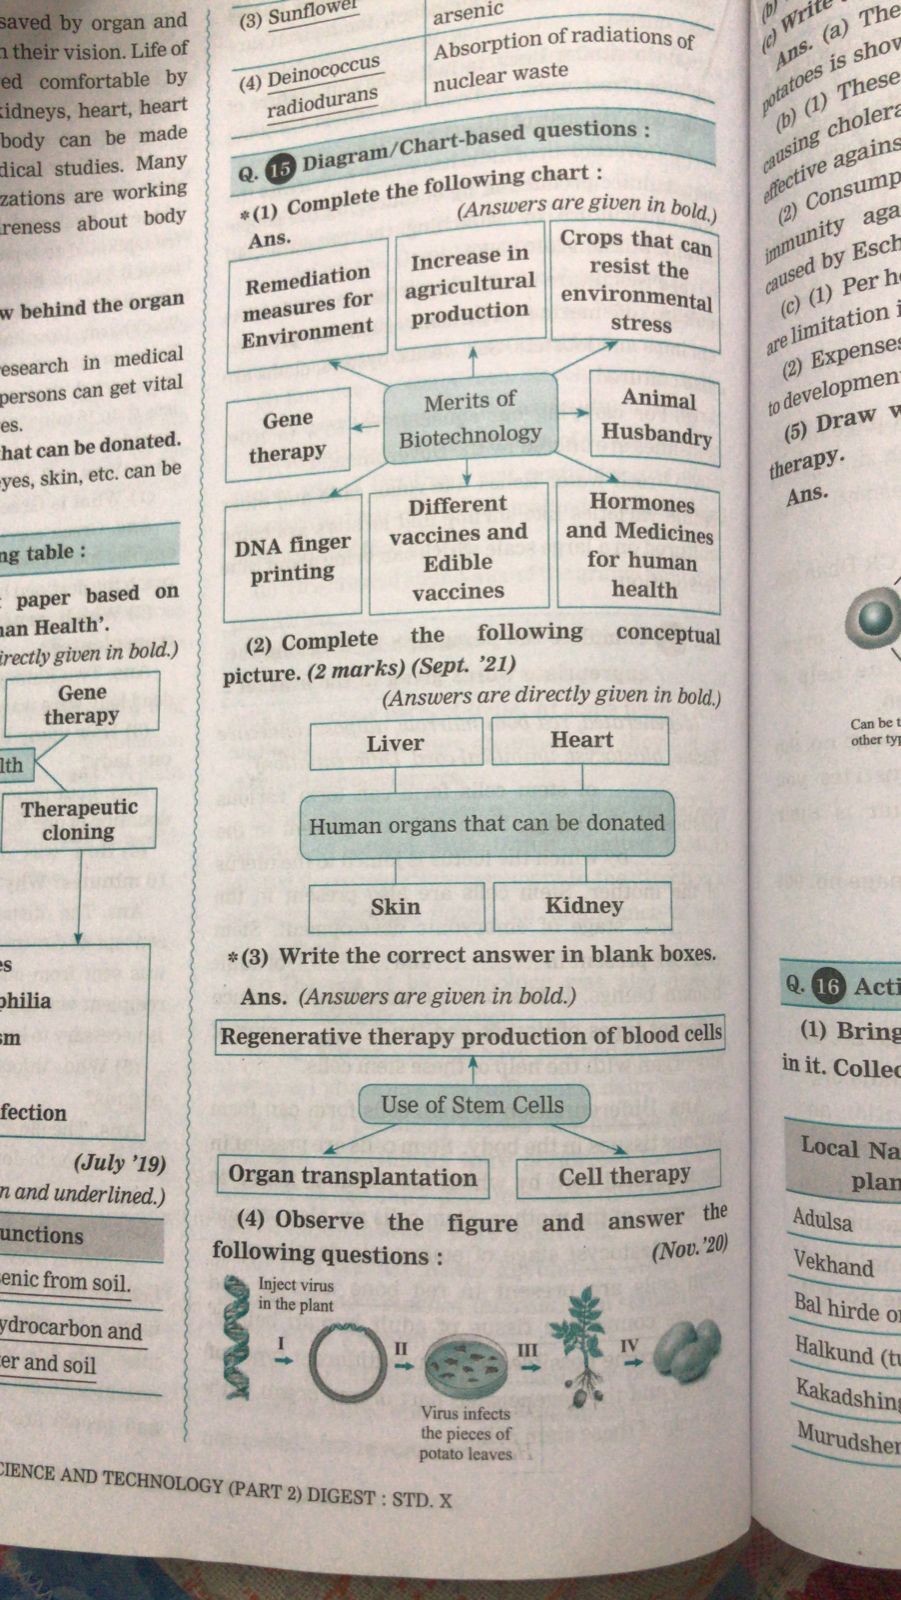 saved by organ and
their vision. Life of
ed comfortable by
kidneys, heart, heart
body can be made
dical studies. Many
zations are working
reness about body
w behind the organ
esearch in medical
persons can get vital
es.
hat can be donated.
yes, skin, etc. can be
ng table :
paper based on
an Health'.
irectly given in bold.)
Gene
therapy
lth
Therapeutic
cloning
es
philia
sm
fection
(July '19)
n and underlined.)
unctions
enic from soil.
ydrocarbon and
er and soil
CIENCE AND TECHNOLOGY (PART 2) DIGEST : STD. X
(3) Sunflower
arsenic
(4) Deinococcus
radiodurans
Absorption of radiations of
nuclear waste
Q. 15 Diagram/Chart-based questions :
*(1) Complete the following chart :
(Answers are given in bold.)
Ans.
Remediation
measures for
Environment
Increase in
agricultural
production
Crops that can
resist the
environmental
stress
Gene
therapy
Merits of
Biotechnology
Animal
Husbandry
DNA finger
printing
Different
vaccines and
Edible
vaccines
Hormones
and Medicines
for human
health
(2) Complete the following conceptual
picture. (2 marks) (Sept. '21)
(Answers are directly given in bold.)
Liver
Heart
Human organs that can be donated
Skin
Kidney
*(3) Write the correct answer in blank boxes.
Ans. (Answers are given in bold.)
Regenerative therapy production of blood cells
Use of Stem Cells
Organ transplantation
Cell therapy
(4) Observe the figure and answer the
following questions : (Nov.'20)
Inject virus
in the plant
I
II
III
IV
Virus infects
the pieces of
potato leaves
(b)
(c) Write
Ans. (a) The
potatoes is show
(b) (1) These
causing cholera
effective agains
(2) Consump
immunity aga
caused by Esch
(c) (1) Per h
are limitation i
(2) Expenses
to development
(5) Draw w
therapy.
Ans.
Can be t
other typ
Q. 16 Acti
(1) Bring
in it. Collec
Local Na
plan
Adulsa
Vekhand
Bal hirde o
Halkund (tu
Kakadshing
Murudsher